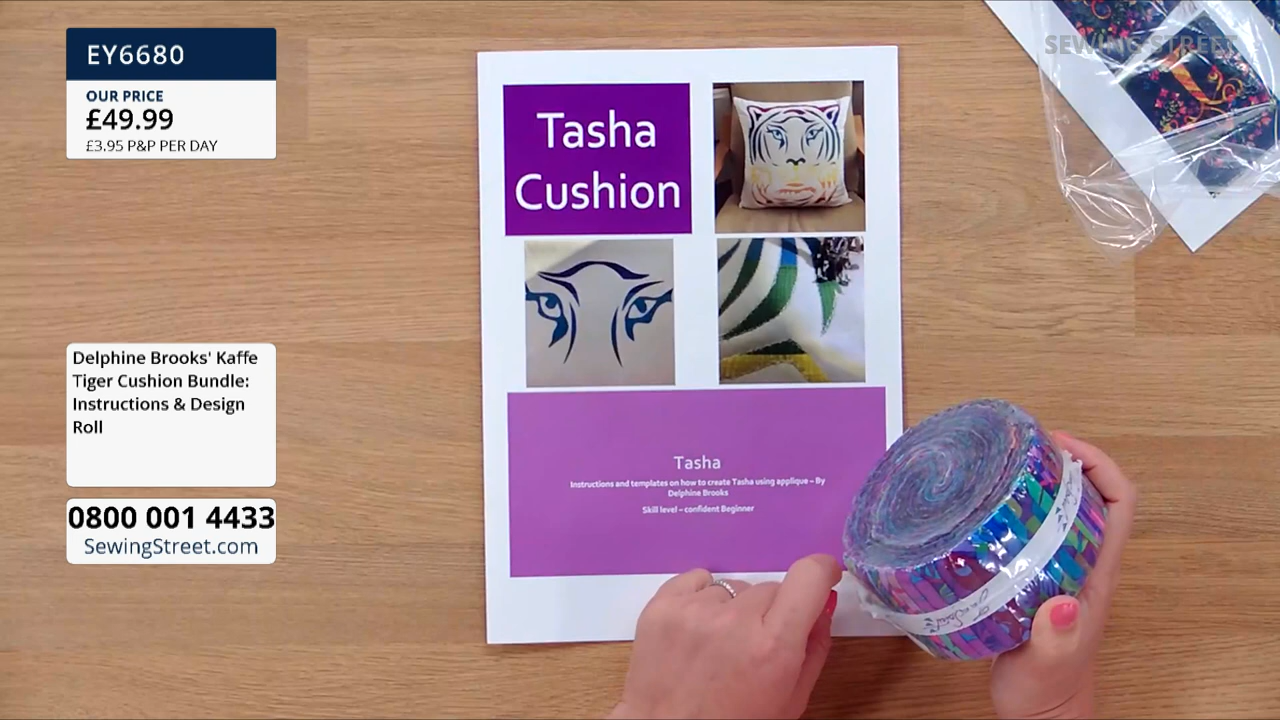 EY6680
OUR PRICE
£49.99
£3.95 P&P PER DAY
SEWING STREET
Tasha
Cushion
Delphine Brooks' Kaffe
Tiger Cushion Bundle:
Instructions & Design
Roll
Tasha
Instructions and templates on how to create Tasha using applique – By
Delphine Brooks
Skill level – confident Beginner
0800 001 4433
SewingStreet.com